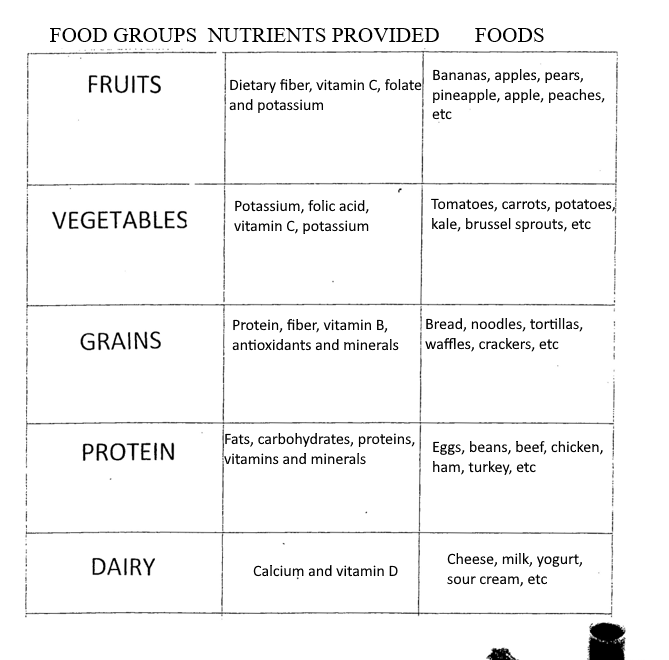 FOOD GROUPS NUTRIENTS PROVIDED FOODS
FRUITS
Dietary fiber, vitamin C, folate
and potassium
Bananas, apples, pears,
pineapple, apple, peaches,
etc
VEGETABLES
Potassium, folic acid,
vitamin C, potassium
Tomatoes, carrots, potatoes,
kale, brussel sprouts, etc
GRAINS
Protein, fiber, vitamin B,
antioxidants and minerals
Bread, noodles, tortillas,
waffles, crackers, etc
PROTEIN
Fats, carbohydrates, proteins,
vitamins and minerals
Eggs, beans, beef, chicken,
ham, turkey, etc
DAIRY
Calcium and vitamin D
Cheese, milk, yogurt,
sour cream, etc